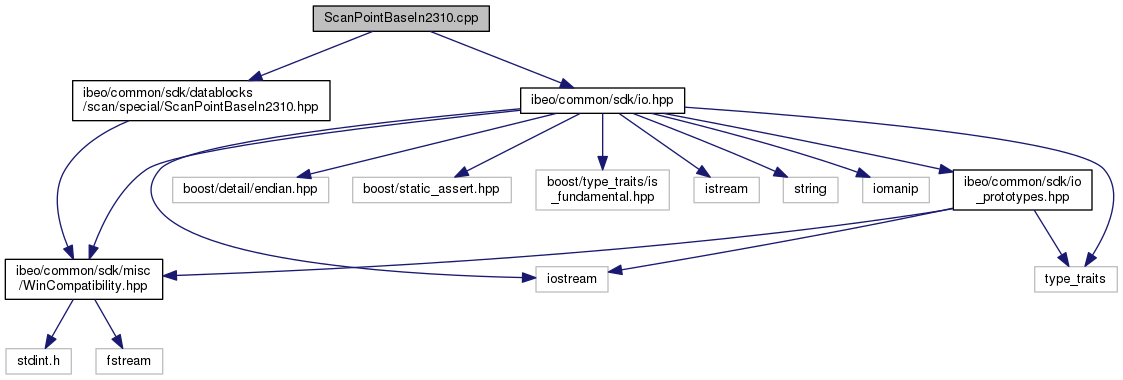 ScanPointBaseIn2310.cpp
ibeo/common/sdk/datablocks
/scan/special/ScanPointBaseIn2310.hpp
ibeo/common/sdk/io.hpp
boost/detail/endian.hpp
boost/static_assert.hpp
boost/type_traits/is
_fundamental.hpp
istream
string
iomanip
ibeo/common/sdk/io
_prototypes.hpp
ibeo/common/sdk/misc
/WinCompatibility.hpp
iostream
type_traits
stdint.h
fstream